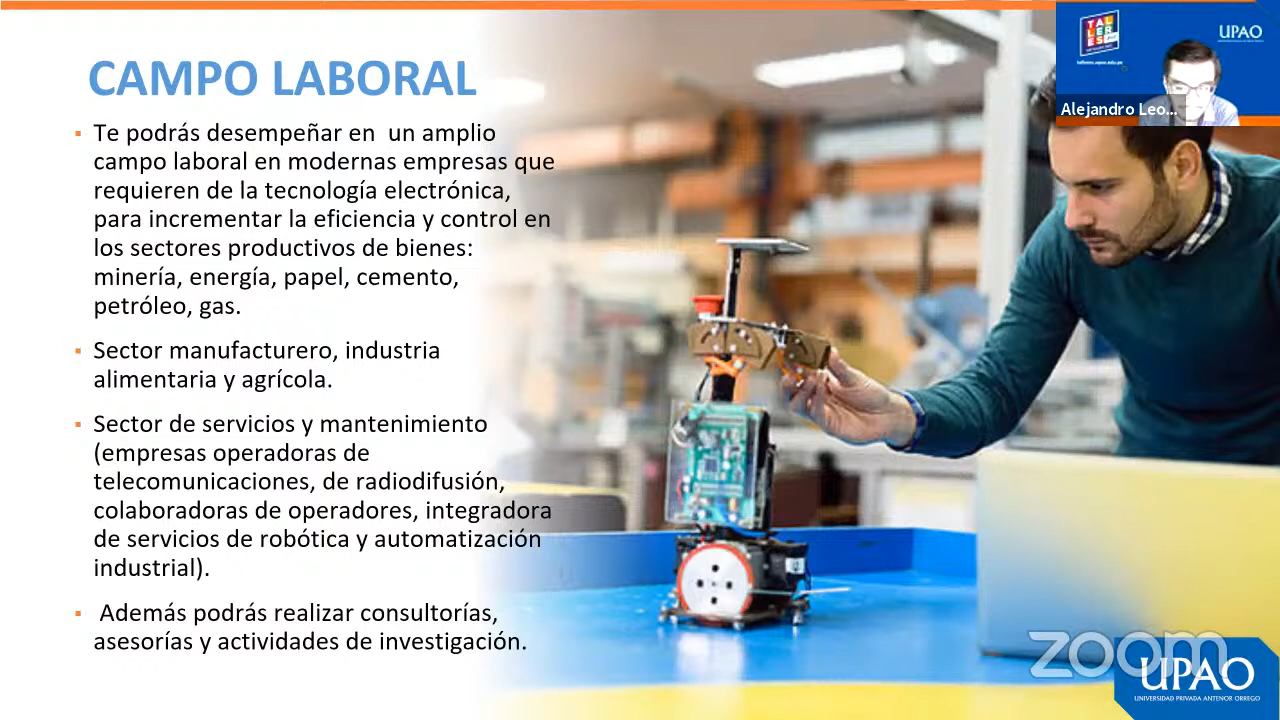 CAMPO LABORAL
Te podrás desempeñar en un amplio
campo laboral en modernas empresas que
requieren de la tecnología electrónica,
para incrementar la eficiencia y control en
los sectores productivos de bienes:
minería, energía, papel, cemento,
petróleo, gas.
Sector manufacturero, industria
alimentaria y agrícola.
Sector de servicios y mantenimiento
(empresas operadoras de
telecomunicaciones, de radiodifusión,
colaboradoras de operadores, integradora
de servicios de robótica y automatización
industrial).
Además podrás realizar consultorías,
asesorías y actividades de investigación.
TAL
LER
ES
UPAO
Alejandro Leo...
zoom
UPAO
UNIVERSIDAD PRIVADA ANTENOR ORREGO